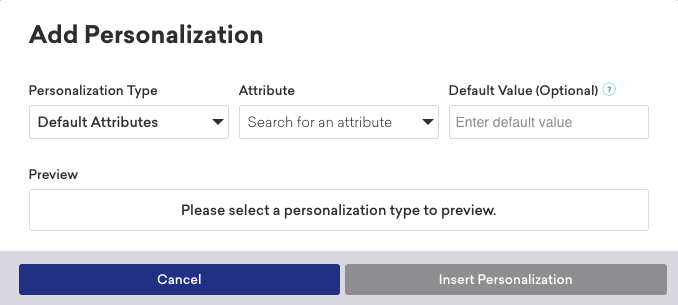 Add Personalization
Personalization Type Attribute Default Value (Optional) ?
Default Attributes Search for an attribute Enter default value
Preview
Please select a personalization type to preview.
Cancel Insert Personalization